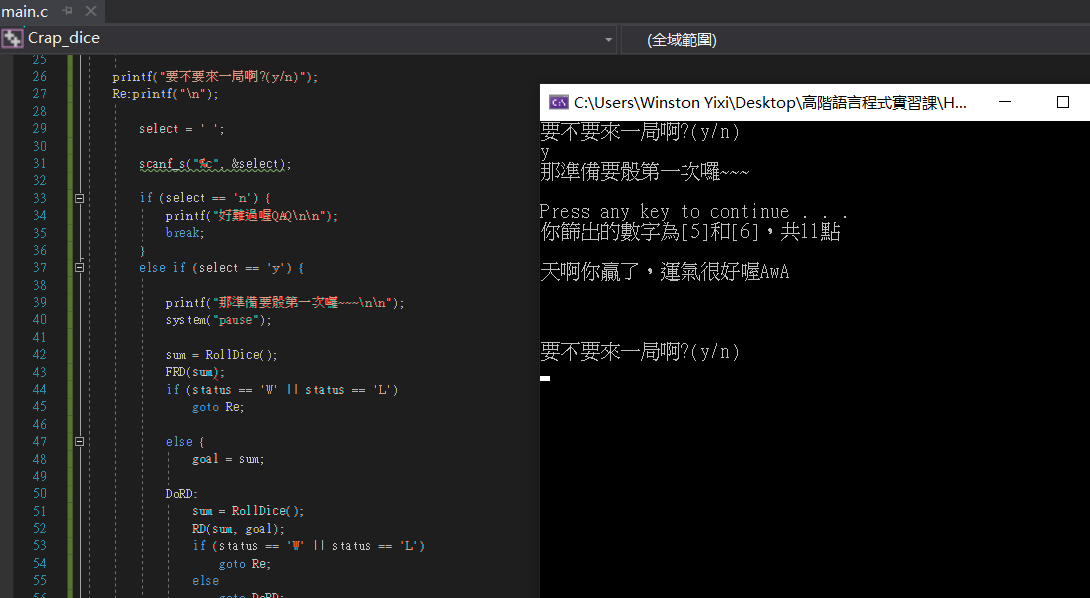 main.c
Crap_dice
(全域範圍)
25
26 printf("要不要來一局啊?(y/n)");
27 Re:printf("\n");
28
29 select = ' ';
30
31 scanf_s("%c", &select);
32
33 if (select == 'n') {
34 printf("好難過喔QAQ\n\n");
35 break;
36 }
37 else if (select == 'y') {
38
39 printf("那準備要骰第一次囉~~~\n\n");
40 system("pause");
41
42 sum = RollDice();
43 FRD(sum);
44 if (status == 'W' || status == 'L')
45 goto Re;
46
47 else {
48 goal = sum;
49
50 DoRD:
51 sum = RollDice();
52 RD(sum, goal);
53 if (status == 'W' || status == 'L')
54 goto Re;
55 else
56 goto DoRD;
C:\Users\Winston Yixi\Desktop\高階語言程式實習課\H...
要不要來一局啊?(y/n)
y
那準備要骰第一次囉~~~
Press any key to continue . . .
你篩出的數字為[5]和[6]，共11點
天啊你贏了，運氣很好喔AwA
要不要來一局啊?(y/n)